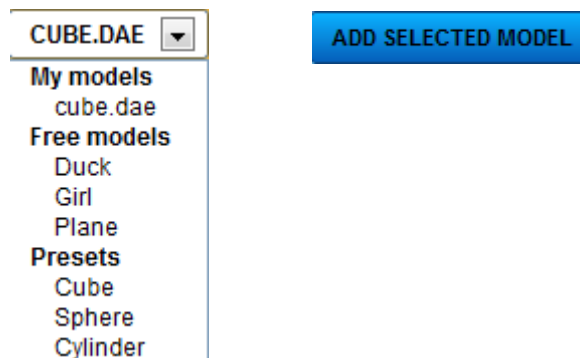 CUBE.DAE
ADD SELECTED MODEL
My models
cube.dae
Free models
Duck
Girl
Plane
Presets
Cube
Sphere
Cylinder